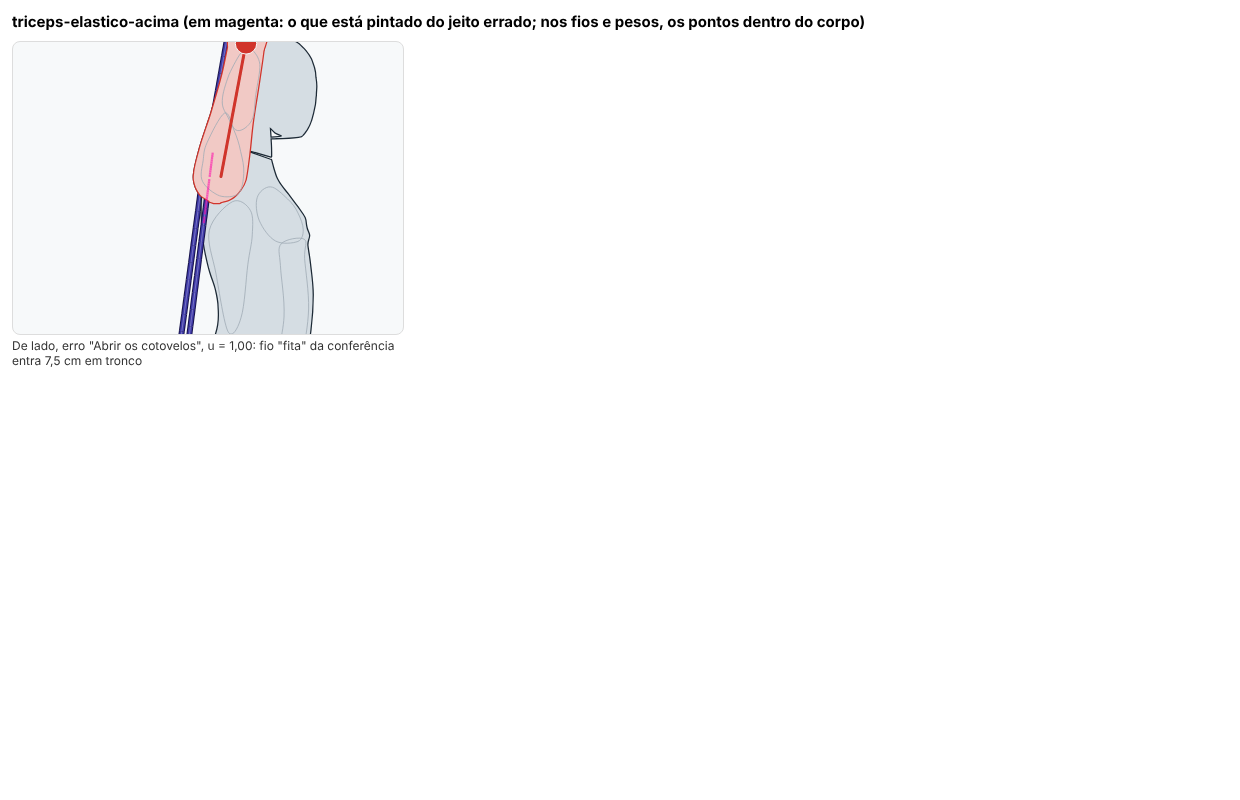 triceps-elastico-acima (em magenta: o que está pintado do jeito errado; nos fios e pesos, os pontos dentro do corpo)
De lado, erro "Abrir os cotovelos", u = 1,00: fio "fita" da conferência
entra 7,5 cm em tronco